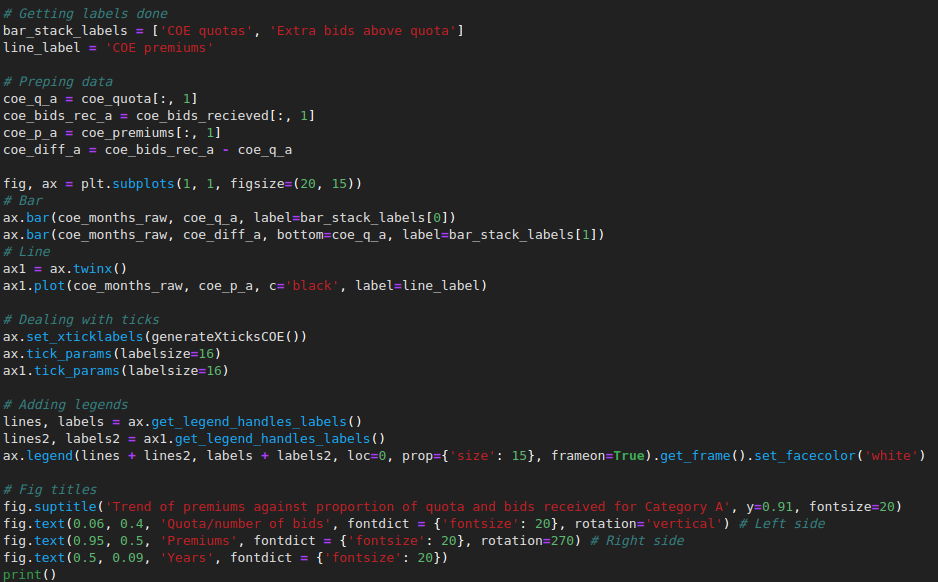 # Getting labels done
bar_stack_labels = ['COE quotas', 'Extra bids above quota']
line_label = 'COE premiums'
# Preping data
coe_q_a = coe_quota[:, 1]
coe_bids_rec_a = coe_bids_recieved[:, 1]
coe_p_a = coe_premiums[:, 1]
coe_diff_a = coe_bids_rec_a - coe_q_a
fig, ax = plt.subplots(1, 1, figsize=(20, 15))
# Bar
ax.bar(coe_months_raw, coe_q_a, label=bar_stack_labels[0])
ax.bar(coe_months_raw, coe_diff_a, bottom=coe_q_a, label=bar_stack_labels[1])
# Line
ax1 = ax.twinx()
ax1.plot(coe_months_raw, coe_p_a, c='black', label=line_label)
# Dealing with ticks
ax.set_xticklabels(generateXticksCOE())
ax.tick_params(labelsize=16)
ax1.tick_params(labelsize=16)
# Adding legends
lines, labels = ax.get_legend_handles_labels()
lines2, labels2 = ax1.get_legend_handles_labels()
ax.legend(lines + lines2, labels + labels2, loc=0, prop={'size': 15}, frameon=True).get_frame().set_facecolor('white')
# Fig titles
fig.suptitle('Trend of premiums against proportion of quota and bids received for Category A', y=0.91, fontsize=20)
fig.text(0.06, 0.4, 'Quota/number of bids', fontdict = {'fontsize': 20}, rotation='vertical') # Left side
fig.text(0.95, 0.5, 'Premiums', fontdict = {'fontsize': 20}, rotation=270) # Right side
fig.text(0.5, 0.09, 'Years', fontdict = {'fontsize': 20})
print()